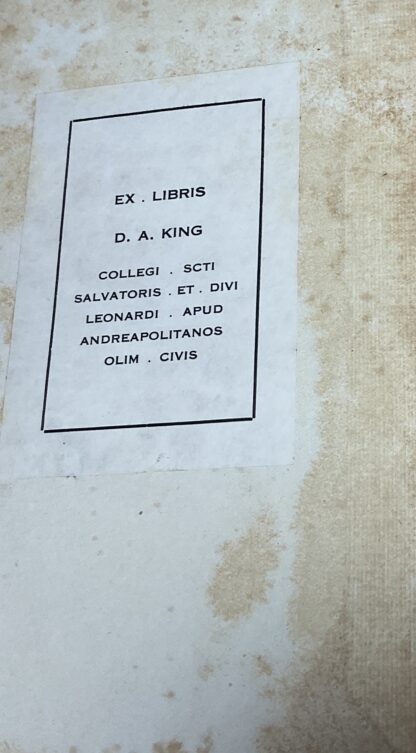 EX . LIBRIS
D. A. KING
COLLEGI . SCTI
SALVATORIS . ET . DIVI
LEONARDI . APUD
ANDREAPOLITANOS
OLIM . CIVIS